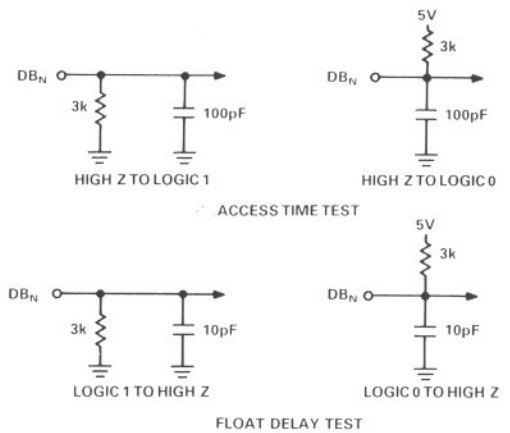 5V
3k
DBN
3k
100pF
HIGH Z TO LOGIC 1
DBN
100pF
HIGH Z TO LOGIC 0
ACCESS TIME TEST
5V
3k
DBN
3k
10pF
LOGIC 1 TO HIGH Z
DBN
10pF
LOGIC 0 TO HIGH Z
FLOAT DELAY TEST